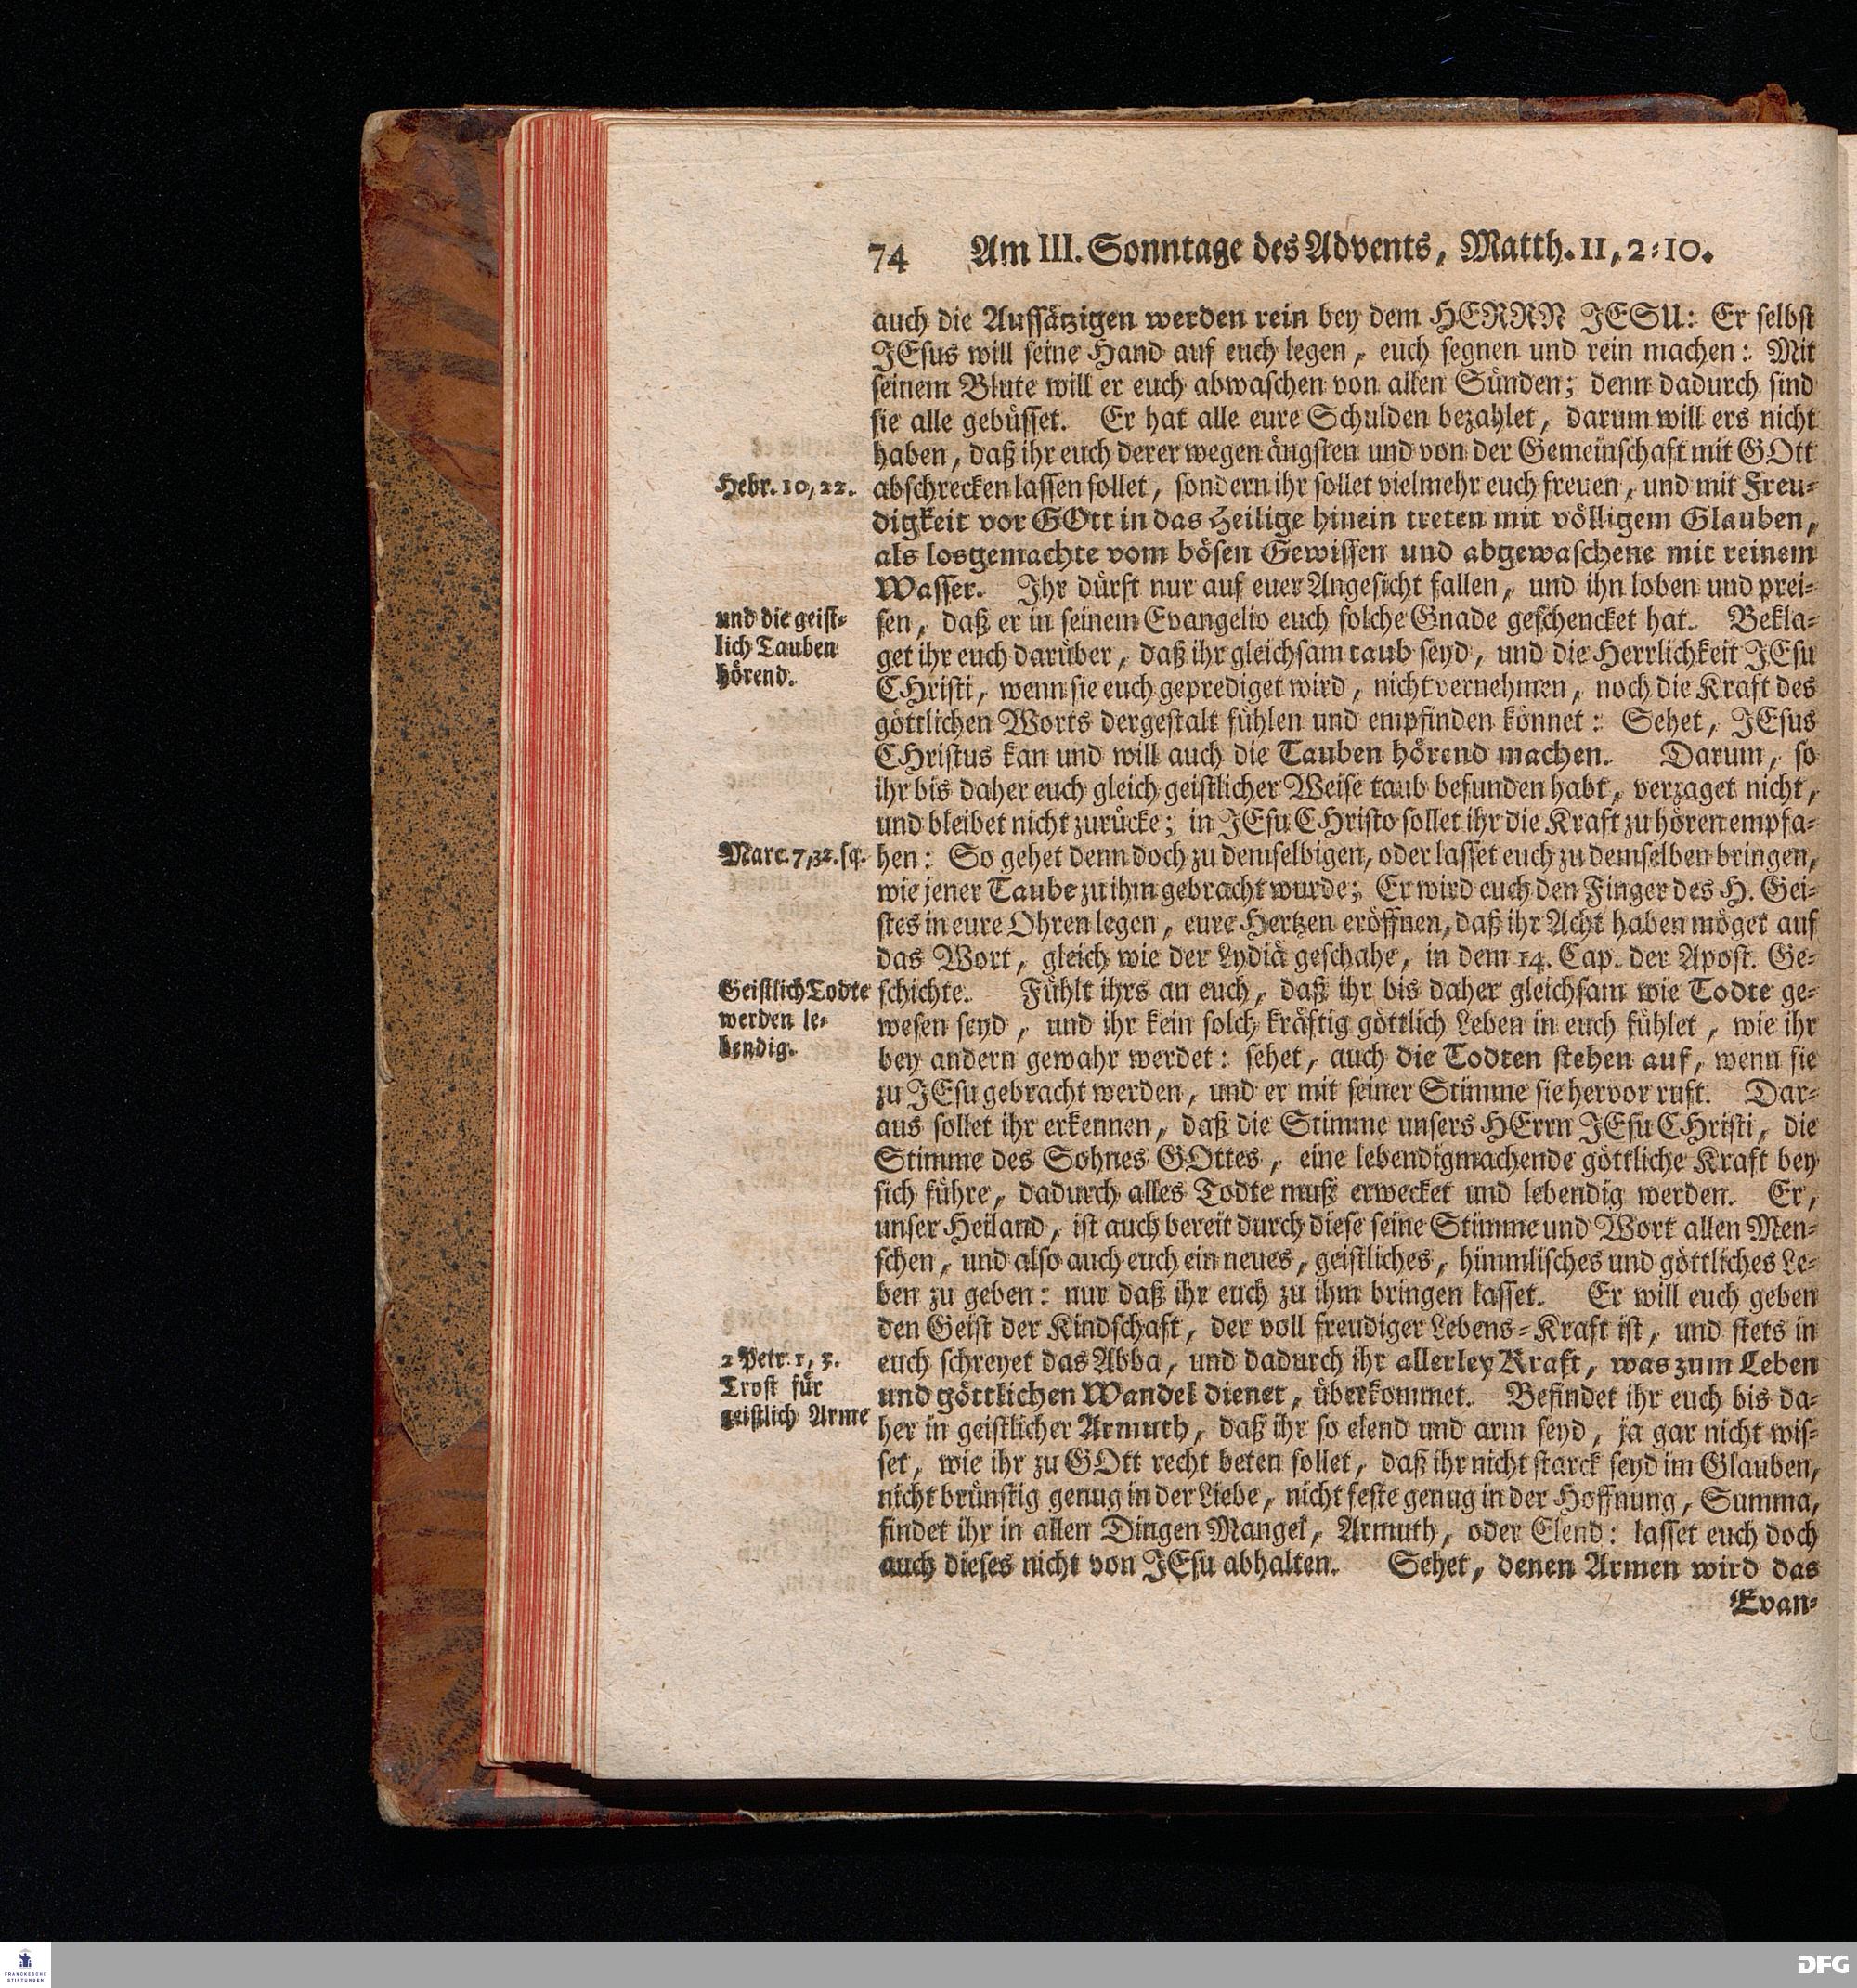 74 Am III. Sonntage des Advents, Matth. 11, 2-10.
auch die Aussätzigen werden rein bey dem HERRN JESU: Er selbst
JEsus will seine Hand auf euch legen, euch segnen und rein machen: Mit
seinem Blute will er euch abwaschen von allen Sünden; denn dadurch sind
sie alle gebüsset. Er hat alle eure Schulden bezahlet, darum will ers nicht
haben, daß ihr euch derer wegen ängsten und von der Gemeinschaft mit GOtt
Hebr. 10, 22.
abschrecken lassen sollet, sondern ihr sollet vielmehr euch freuen, und mit Freu-
digkeit vor GOtt in das Heilige hinein treten mit völligem Glauben,
als losgemachte vom bösen Gewissen und abgewaschene mit reinem
Wasser. Ihr dürft nur auf euer Angesicht fallen, und ihn loben und prei-
und die geist-
lich Tauben
hörend.
sen, daß er in seinem Evangelio euch solche Gnade geschencket hat. Bekla-
get ihr euch darüber, daß ihr gleichsam taub seyd, und die Herrlichkeit JEsu
CHristi, wenn sie euch geprediget wird, nicht vernehmen, noch die Kraft des
göttlichen Worts dergestalt fühlen und empfinden könnet: Sehet, JEsus
CHristus kan und will auch die Tauben hörend machen. Darum, so
ihr bis daher euch gleich geistlicher Weise taub befunden habt, verzaget nicht,
und bleibet nicht zurücke; in JEsu CHristo sollet ihr die Kraft zu hören empfa-
Marc. 7, 32. sq.
hen: So gehet denn doch zu demselbigen, oder lasset euch zu demselben bringen,
wie jener Taube zu ihm gebracht wurde; Er wird euch den Finger des H. Gei-
stes in eure Ohren legen, eure Hertzen eröffnen, daß ihr Acht haben möget auf
das Wort, gleich wie der Lydiä geschahe, in dem 14. Cap. der Apost. Ge-
Geistlich Todte
werden le-
bendig.
schichte. Fühlt ihrs an euch, daß ihr bis daher gleichsam wie Todte ge-
wesen seyd, und ihr kein solch kräftig göttlich Leben in euch fühlet, wie ihr
bey andern gewahr werdet: sehet, auch die Todten stehen auf, wenn sie
zu JEsu gebracht werden, und er mit seiner Stimme sie hervor ruft. Dar-
aus sollet ihr erkennen, daß die Stimme unsers HErrn JEsu CHristi, die
Stimme des Sohnes GOttes, eine lebendigmachende göttliche Kraft bey
sich führe, dadurch alles Todte muß erwecket und lebendig werden. Er,
unser Heiland, ist auch bereit durch diese seine Stimme und Wort allen Men-
schen, und also auch euch ein neues, geistliches, himmlisches und göttliches Le-
ben zu geben: nur daß ihr euch zu ihm bringen lasset. Er will euch geben
den Geist der Kindschaft, der voll freudiger Lebens-Kraft ist, und stets in
2 Petr. 1, 3.
Trost für
geistlich Arme
euch schreyet das Abba, und dadurch ihr allerley Kraft, was zum Leben
und göttlichen Wandel dienet, überkommet. Befindet ihr euch bis da-
her in geistlicher Armuth, daß ihr so elend und arm seyd, ja gar nicht wis-
set, wie ihr zu GOtt recht beten sollet, daß ihr nicht starck seyd im Glauben,
nicht brünstig genug in der Liebe, nicht feste genug in der Hoffnung, Summa,
findet ihr in allen Dingen Mangel, Armuth, oder Elend: lasset euch doch
auch dieses nicht von JEsu abhalten. Sehet, denen Armen wird das
Evan-
FRANCKESCHE
STIFTUNGEN
DFG